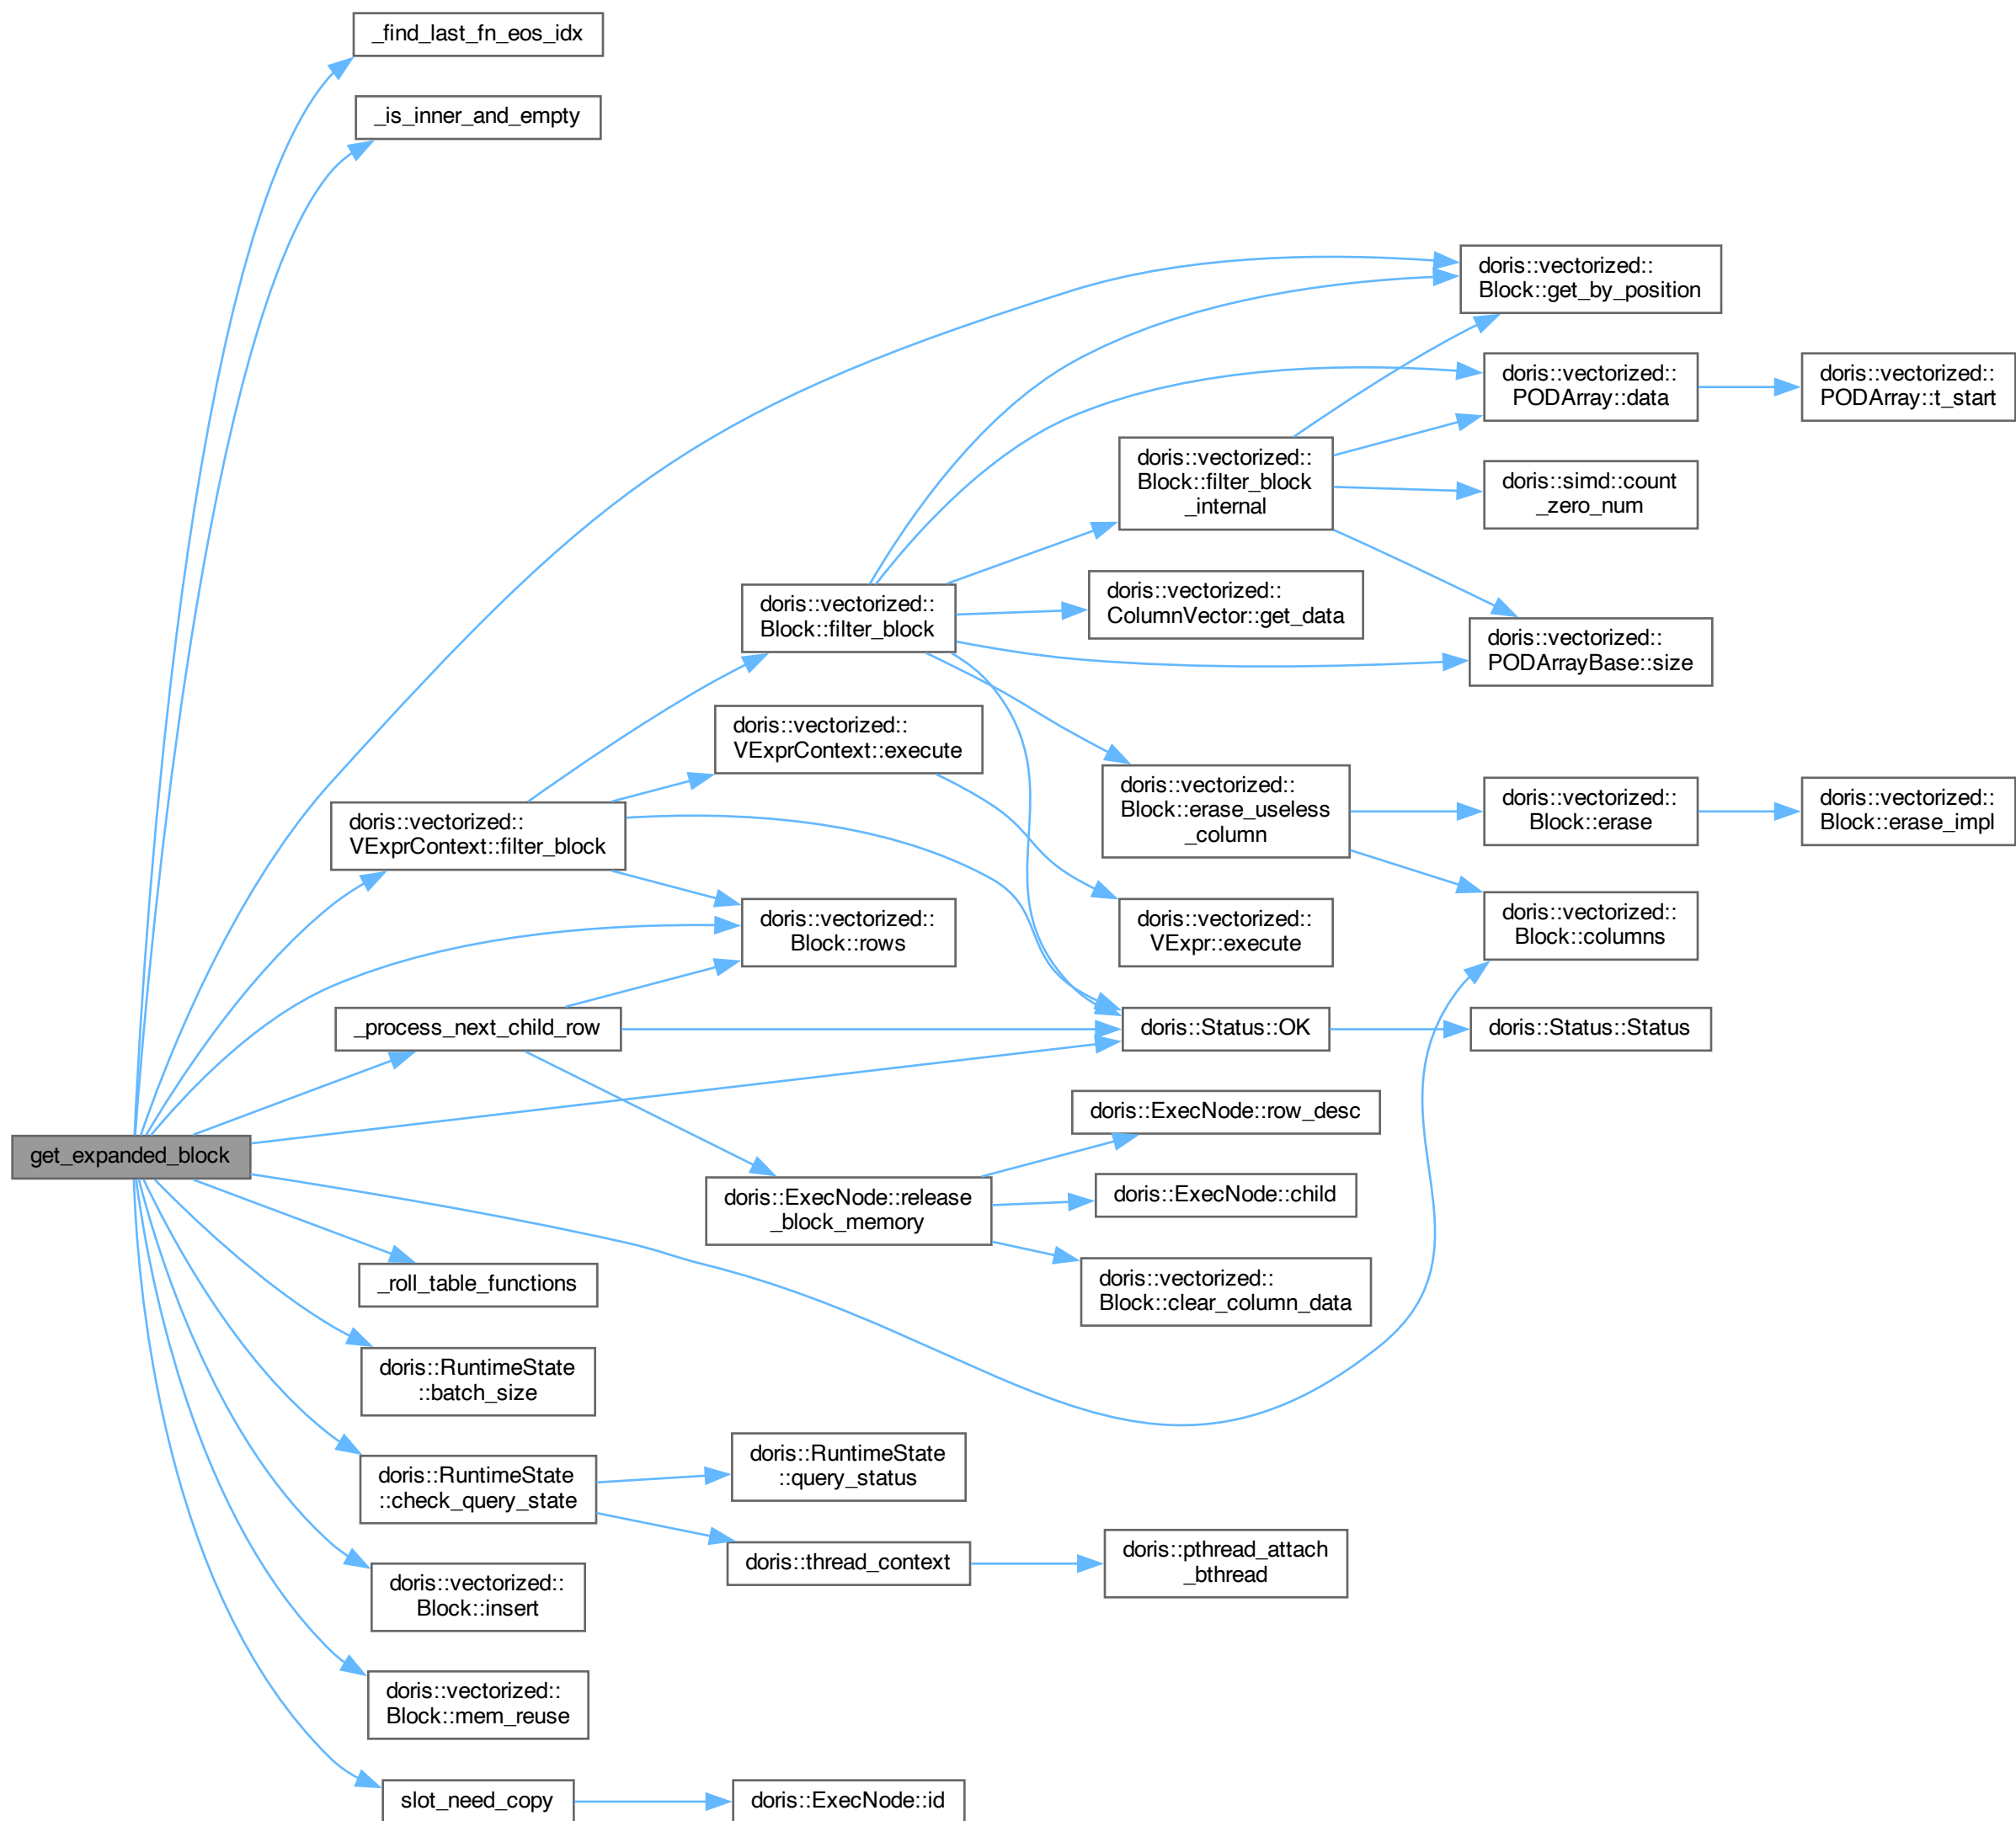 _find_last_fn_eos_idx
_is_inner_and_empty
doris::vectorized::
Block::get_by_position
doris::vectorized::
PODArray::data
doris::vectorized::
PODArray::t_start
doris::vectorized::
Block::filter_block
_internal
doris::simd::count
_zero_num
doris::vectorized::
Block::filter_block
doris::vectorized::
ColumnVector::get_data
doris::vectorized::
PODArrayBase::size
doris::vectorized::
VExprContext::execute
doris::vectorized::
Block::erase_useless
_column
doris::vectorized::
Block::erase
doris::vectorized::
Block::erase_impl
doris::vectorized::
VExprContext::filter_block
doris::vectorized::
Block::rows
doris::vectorized::
VExpr::execute
doris::vectorized::
Block::columns
_process_next_child_row
doris::Status::OK
doris::Status::Status
doris::ExecNode::row_desc
get_expanded_block
doris::ExecNode::release
_block_memory
doris::ExecNode::child
_roll_table_functions
doris::vectorized::
Block::clear_column_data
doris::RuntimeState
::batch_size
doris::RuntimeState
::check_query_state
doris::RuntimeState
::query_status
doris::thread_context
doris::pthread_attach
_bthread
doris::vectorized::
Block::insert
doris::vectorized::
Block::mem_reuse
slot_need_copy
doris::ExecNode::id